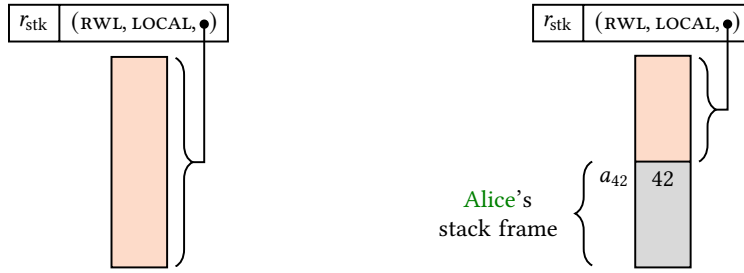 r_stk (RWL, LOCAL, )
r_stk (RWL, LOCAL, )
a_42 42
Alice's
stack frame